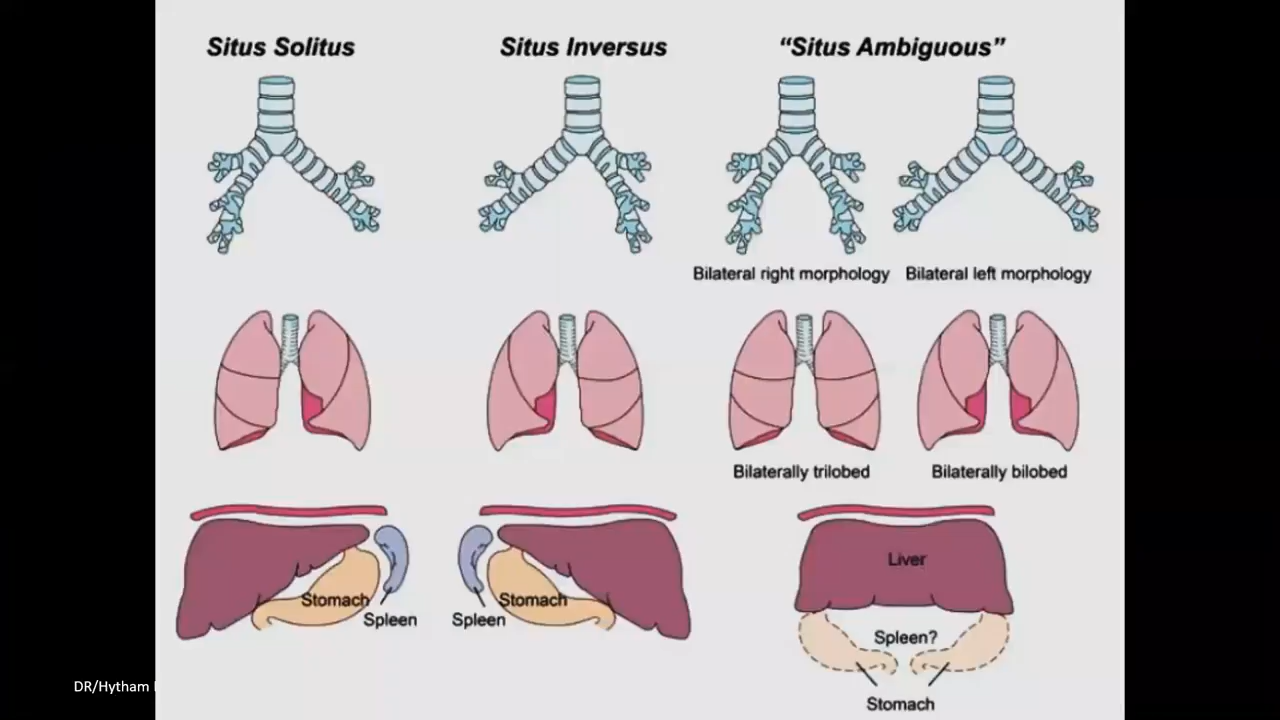 Situs Solitus
Situs Inversus
“Situs Ambiguous”
Bilateral right morphology
Bilateral left morphology
Bilaterally trilobed
Bilaterally bilobed
Stomach
Spleen
Spleen
Stomach
Liver
Spleen?
Stomach
DR/Hytham